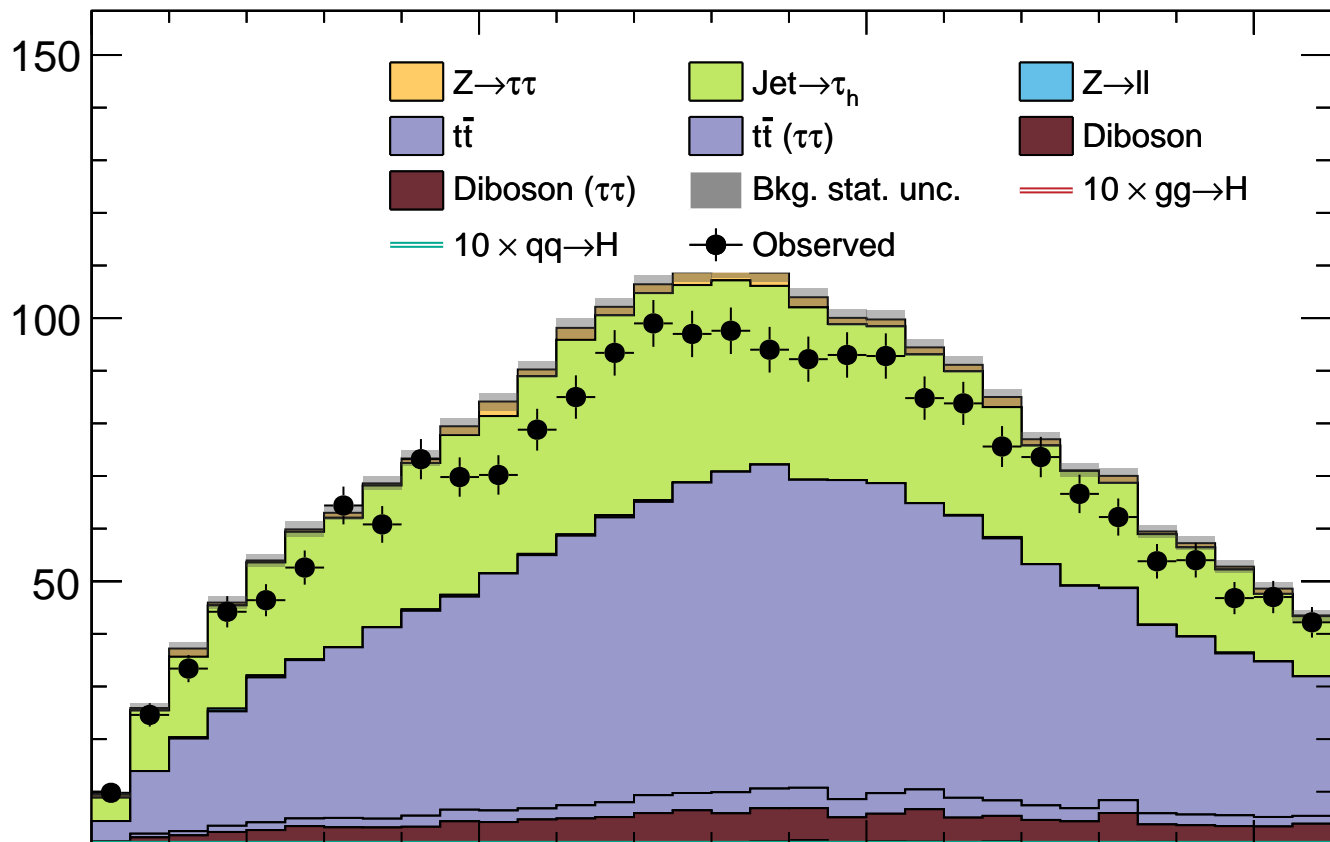 150
Z→ττ Jet→τh Z→ll
tt̄ tt̄ (ττ) Diboson
Diboson (ττ) Bkg. stat. unc. 10 × gg→H
10 × qq→H Observed
100
50